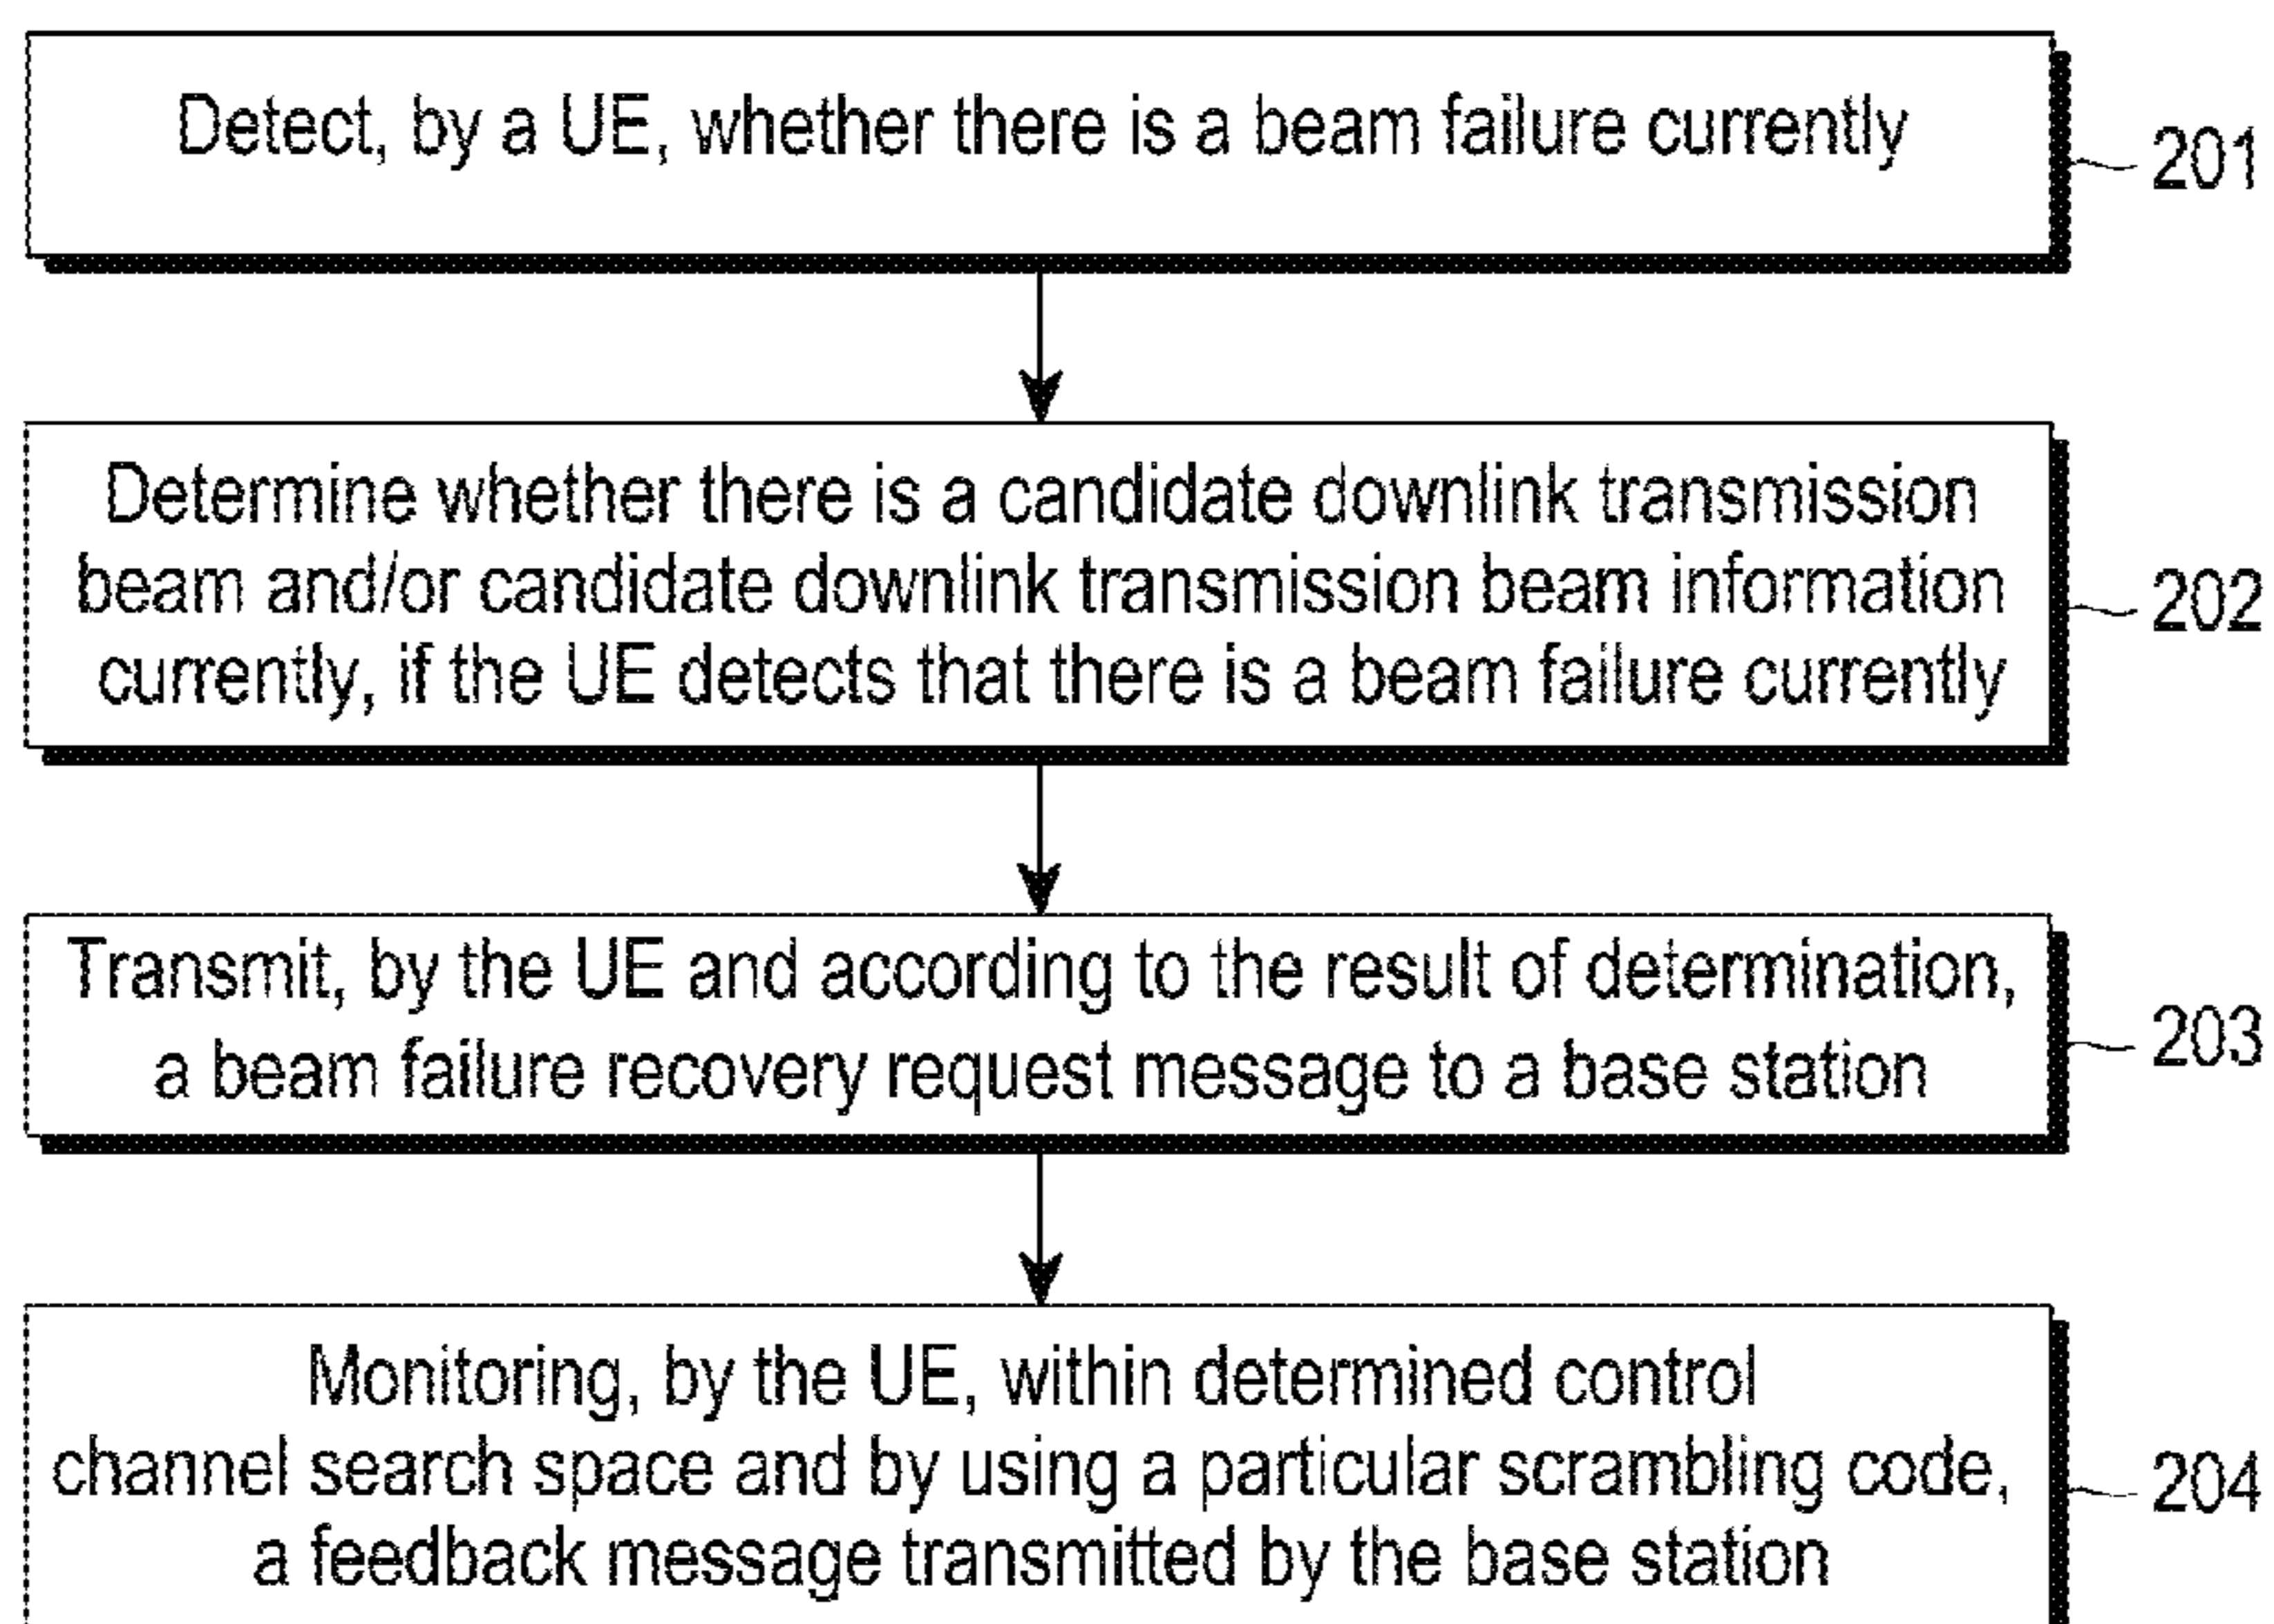 Detect, by a UE, whether there is a beam failure currently
201
Determine whether there is a candidate downlink transmission
beam and/or candidate downlink transmission beam information
currently, if the UE detects that there is a beam failure currently
202
Transmit, by the UE and according to the result of determination,
a beam failure recovery request message to a base station
203
Monitoring, by the UE, within determined control
channel search space and by using a particular scrambling code,
a feedback message transmitted by the base station
204